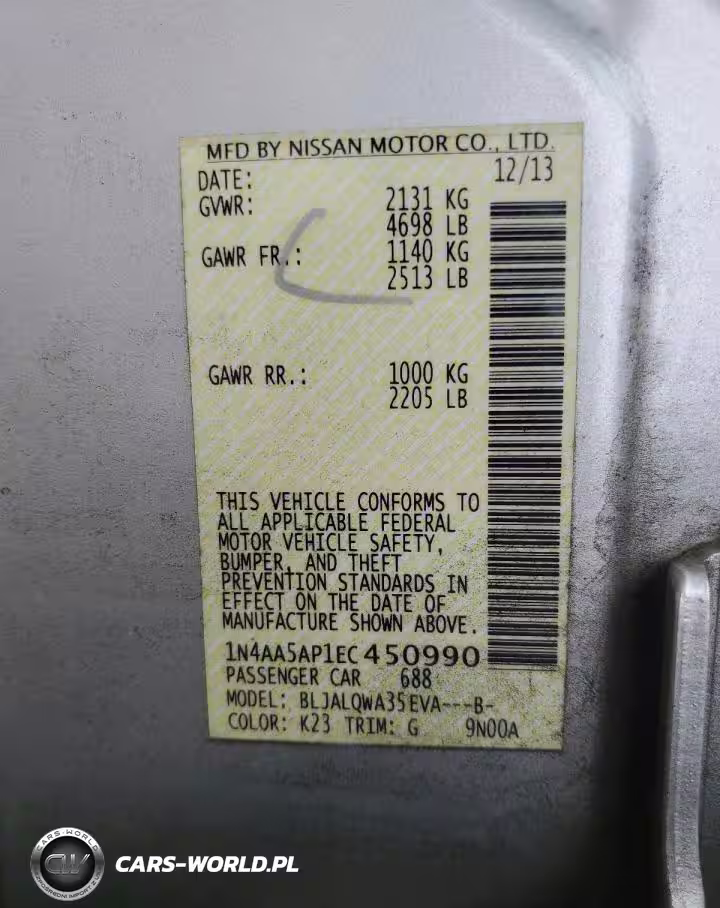 MFD BY NISSAN MOTOR CO., LTD.
DATE: 12/13
GVWR: 2131 KG
4698 LB
GAWR FR.: 1140 KG
2513 LB
GAWR RR.: 1000 KG
2205 LB
THIS VEHICLE CONFORMS TO
ALL APPLICABLE FEDERAL
MOTOR VEHICLE SAFETY,
BUMPER, AND THEFT
PREVENTION STANDARDS IN
EFFECT ON THE DATE OF
MANUFACTURE SHOWN ABOVE.
1N4AA5AP1EC450990
PASSENGER CAR 688
MODEL: BLJALQWA35EVA---B-
COLOR: K23 TRIM: G 9N00A
CARS-WORLD
CW
CARS-WORLD.PL